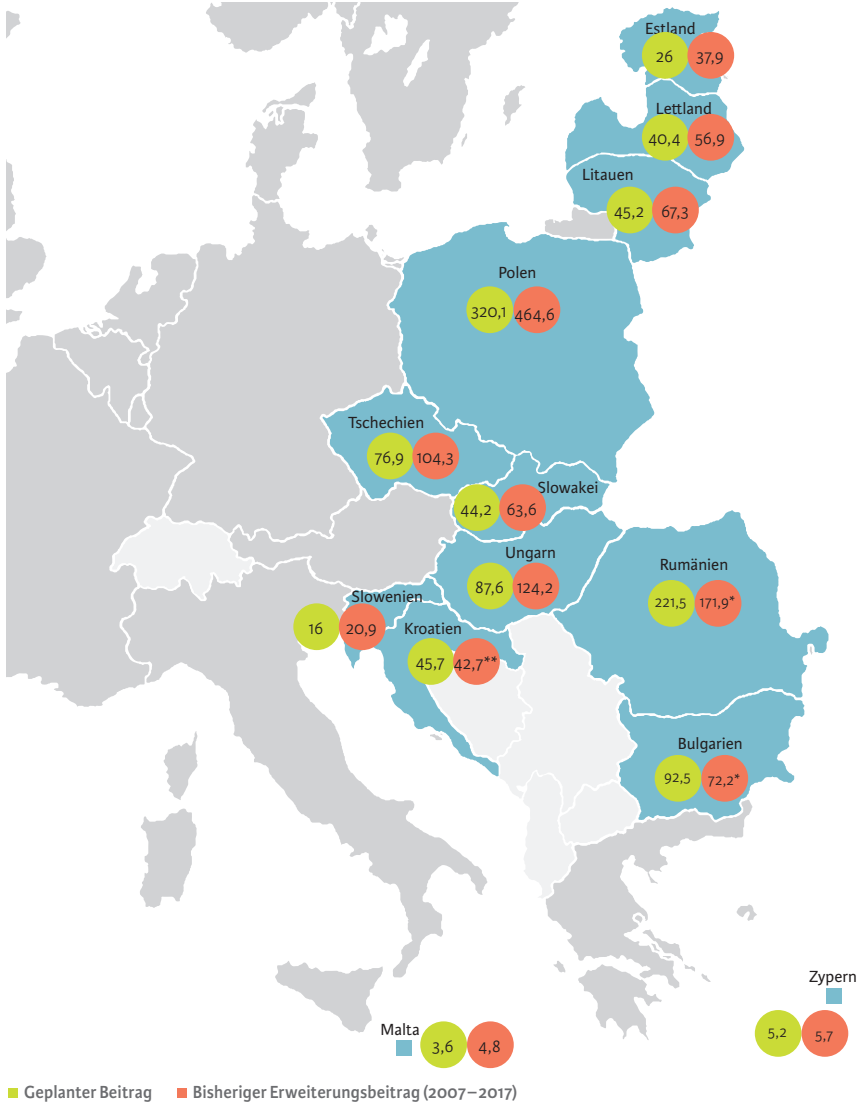 Estland
26 37,9
Lettland
40,4 56,9
Litauen
45,2 67,3
Polen
320,1 464,6
Tschechien
76,9 104,3
Slowakei
44,2 63,6
Ungarn
87,6 124,2
Rumänien
221,5 171,9*
Slowenien
16 20,9
Kroatien
45,7 42,7**
Bulgarien
92,5 72,2*
Zypern
5,2 5,7
Malta
3,6 4,8
Geplanter Beitrag Bisheriger Erweiterungsbeitrag (2007–2017)